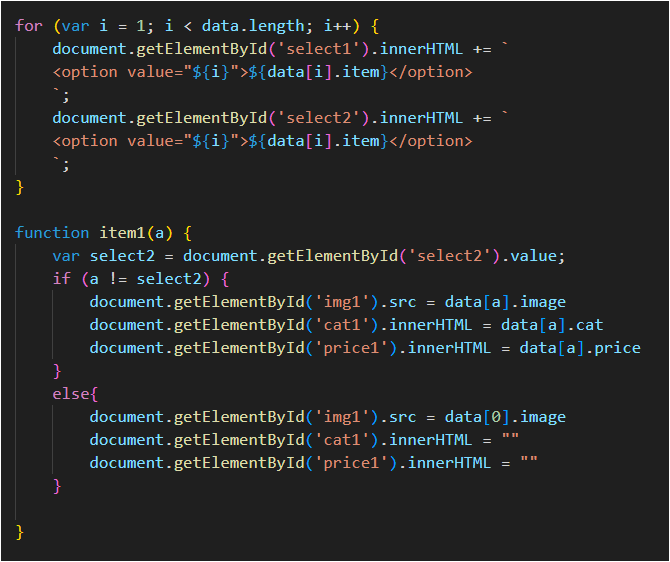 for (var i = 1; i < data.length; i++) {
    document.getElementById('select1').innerHTML += `
    <option value="${i}">${data[i].item}</option>
    `;
    document.getElementById('select2').innerHTML += `
    <option value="${i}">${data[i].item}</option>
    `;
}

function item1(a) {
    var select2 = document.getElementById('select2').value;
    if (a != select2) {
        document.getElementById('img1').src = data[a].image
        document.getElementById('cat1').innerHTML = data[a].cat
        document.getElementById('price1').innerHTML = data[a].price
    }
    else{
        document.getElementById('img1').src = data[0].image
        document.getElementById('cat1').innerHTML = ""
        document.getElementById('price1').innerHTML = ""
    }

}